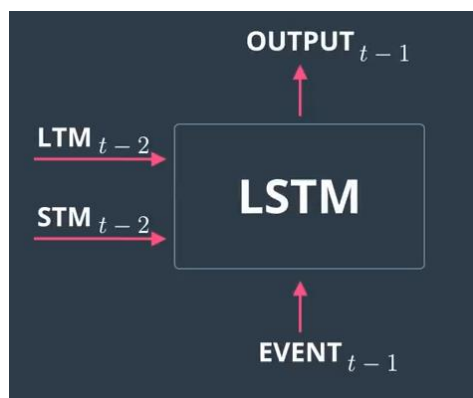 OUTPUT t − 1
LTM t − 2
LSTM
STM t − 2
EVENT t − 1